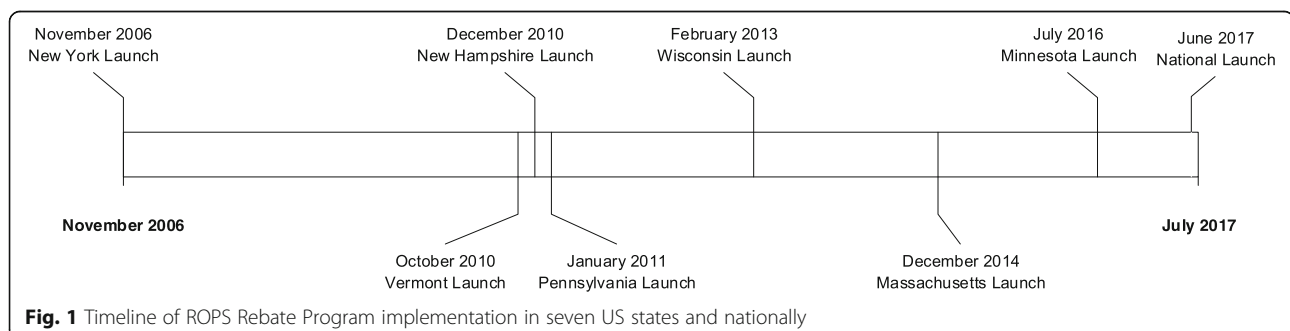 November 2006
New York Launch
December 2010
New Hampshire Launch
February 2013
Wisconsin Launch
July 2016
Minnesota Launch
June 2017
National Launch
November 2006
July 2017
October 2010
Vermont Launch
January 2011
Pennsylvania Launch
December 2014
Massachusetts Launch
Fig. 1 Timeline of ROPS Rebate Program implementation in seven US states and nationally